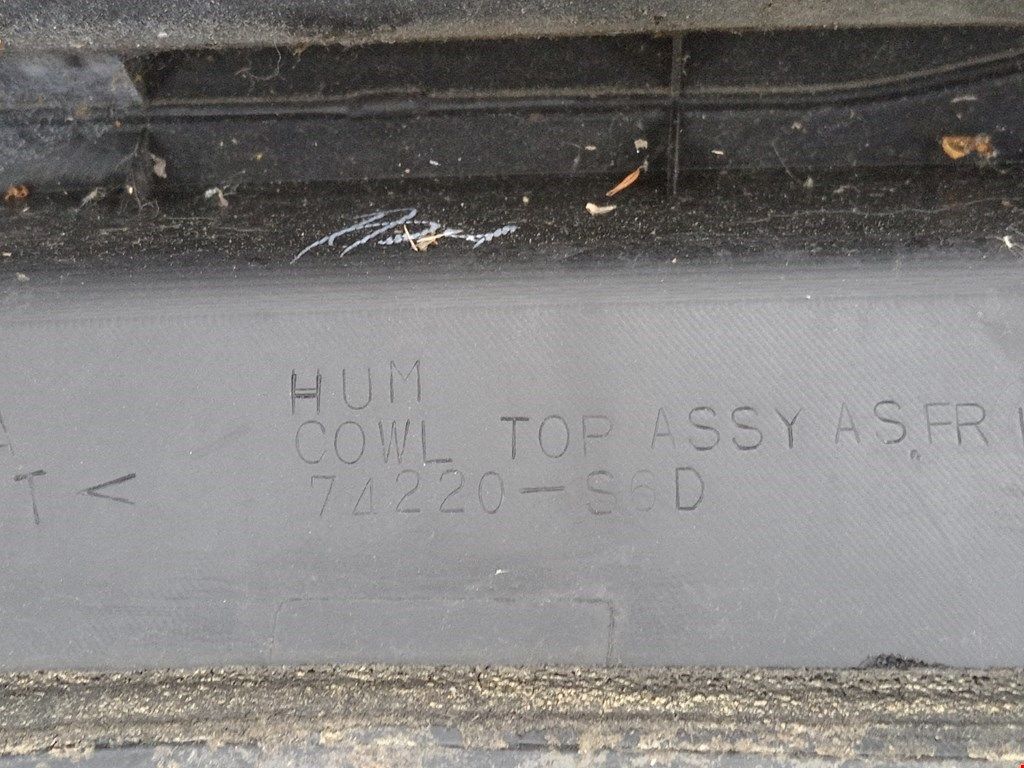 HUM
COWL TOP ASSY AS,FR
T <
74220-S6D